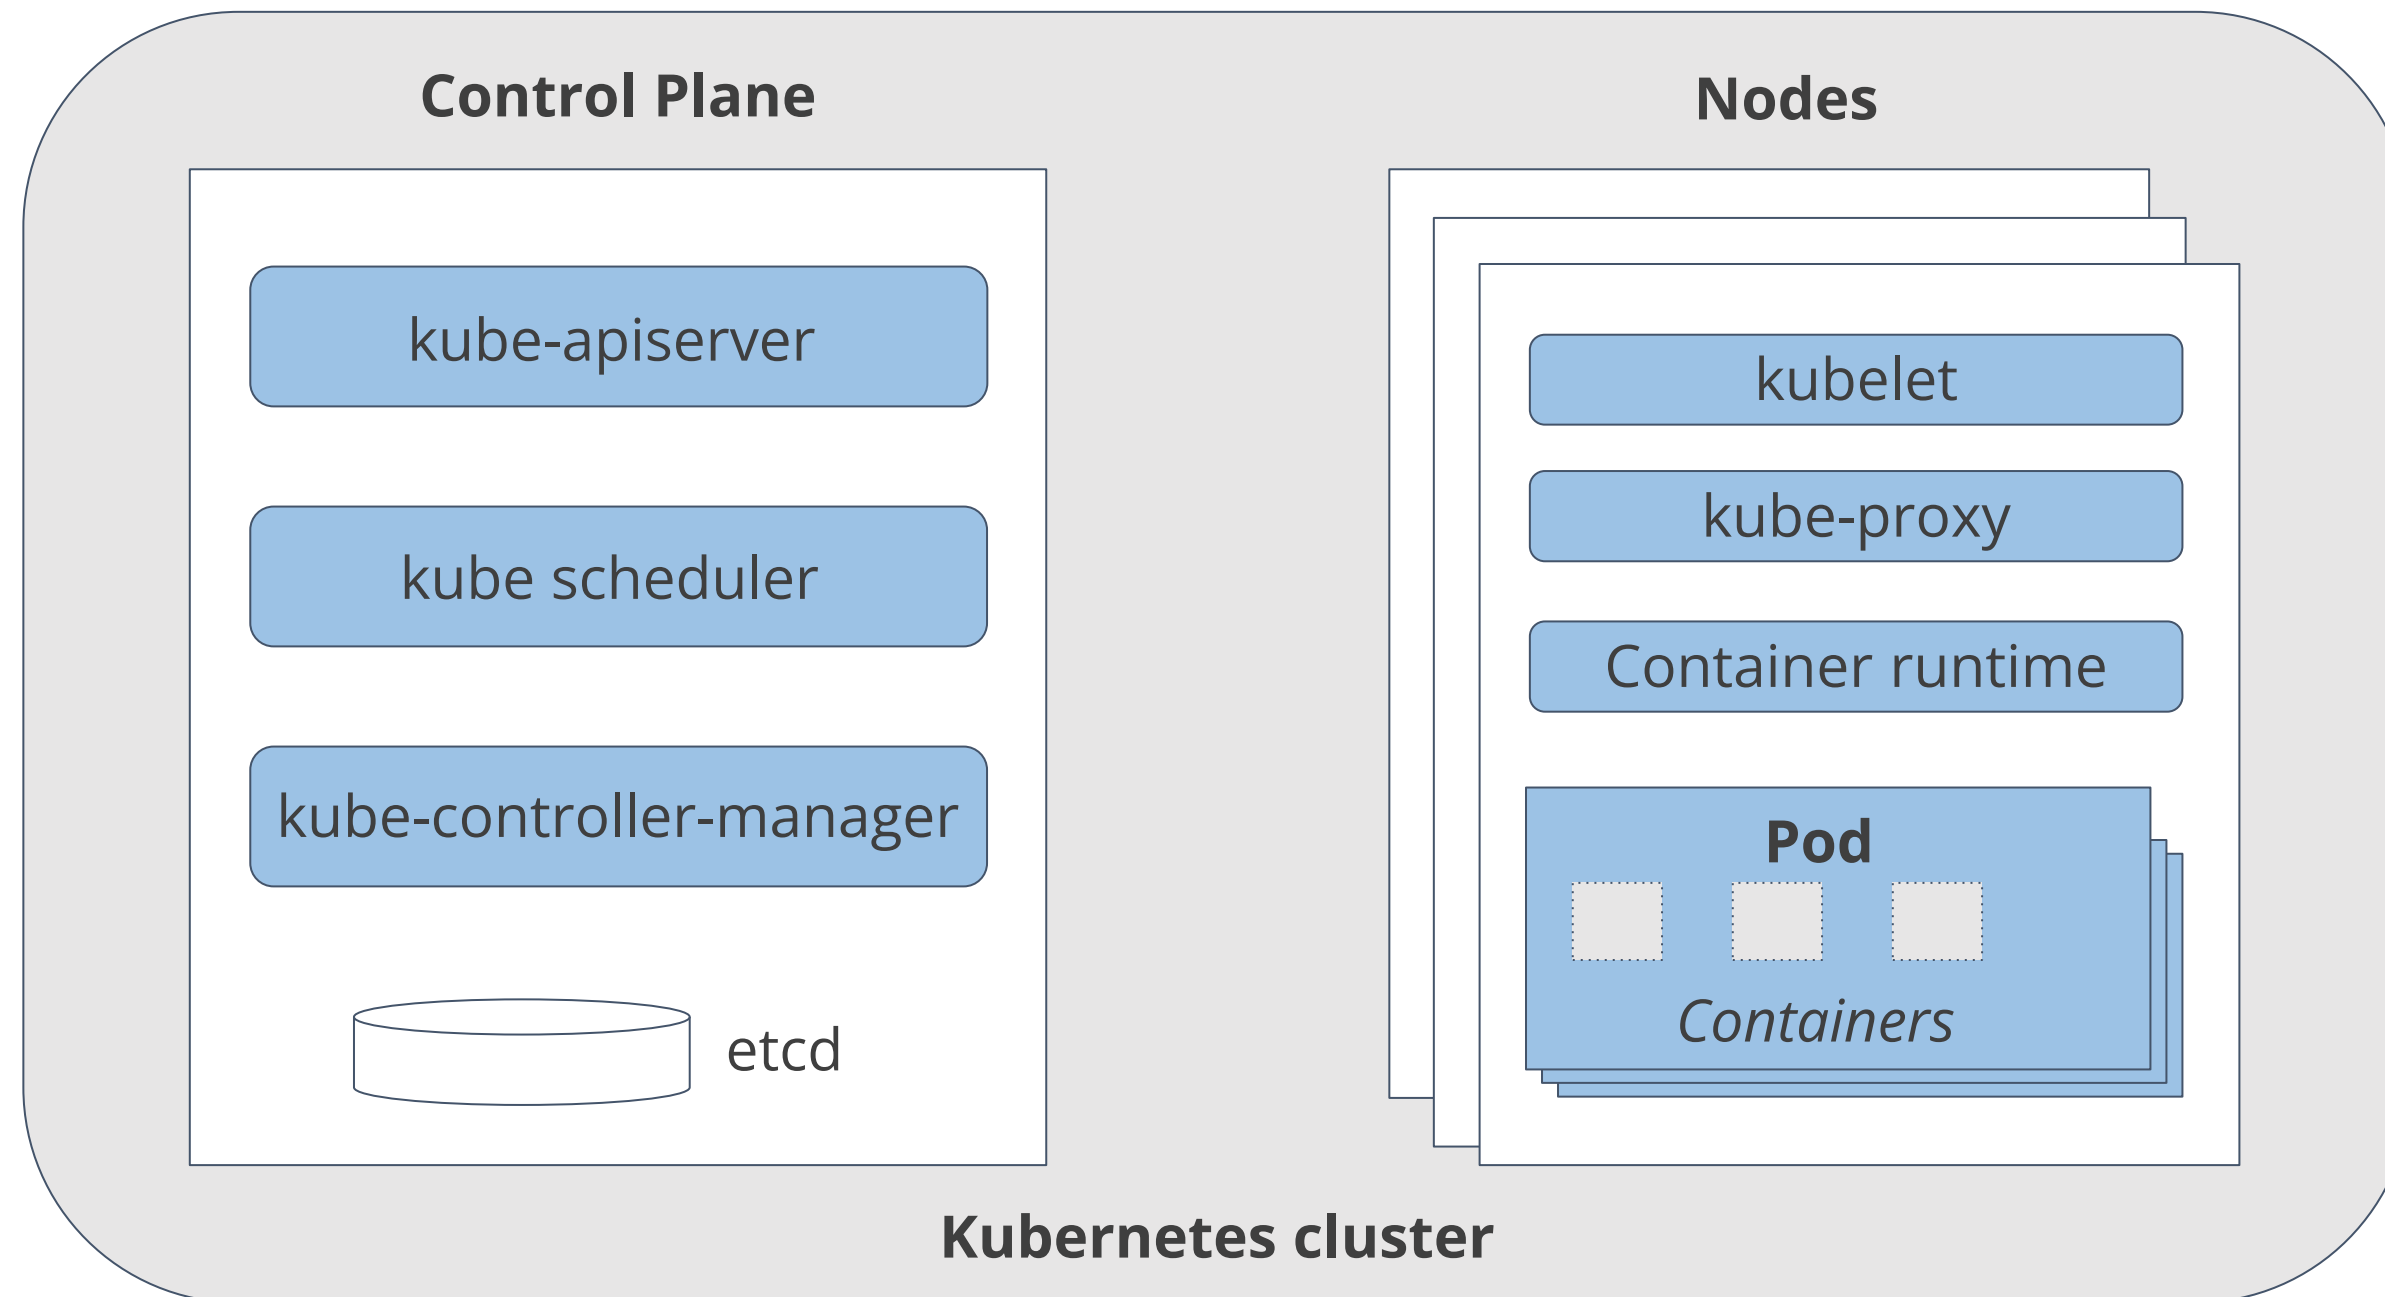 Control Plane
kube-apiserver
kube scheduler
kube-controller-manager
etcd
Nodes
kubelet
kube-proxy
Container runtime
Pod
Containers
Kubernetes cluster